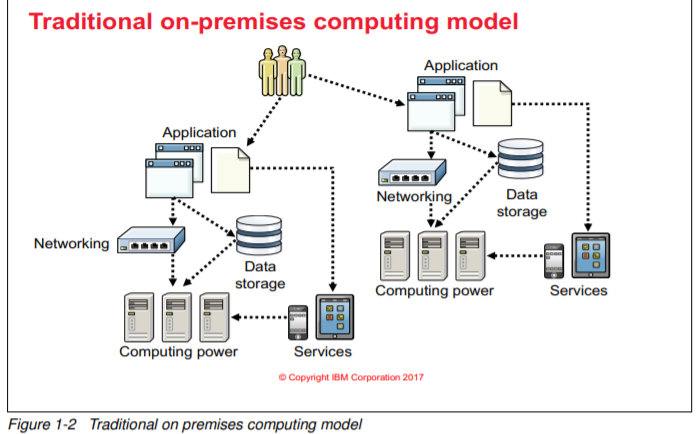 Traditional on-premises computing model
Application
Networking
Data
storage
Computing power
Services
Application
Networking
Data
storage
Computing power
Services
© Copyright IBM Corporation 2017
Figure 1-2 Traditional on premises computing model